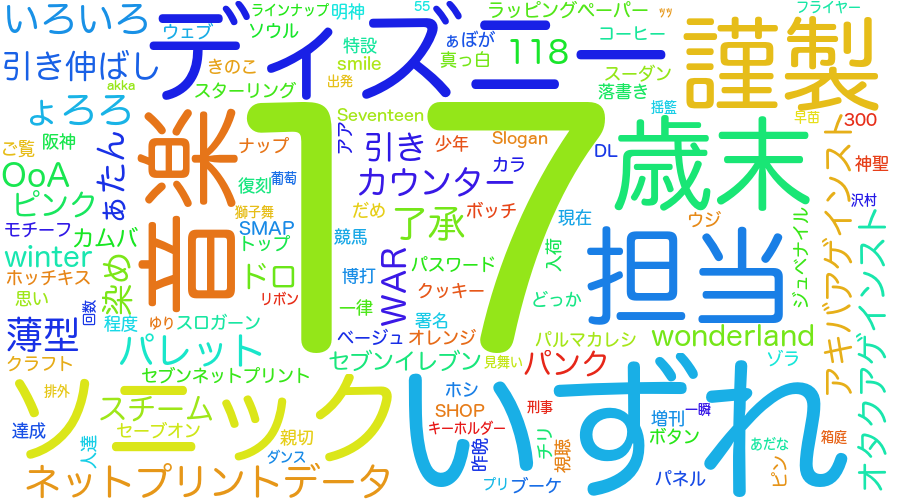 いろいろ
ウェブ
ラインナップ
明神
55
ラッピングペーパー
ッッ
フライヤー
ソウル
ディズニー
特設
ぁぼが
コーヒー
謹製
引き伸ばし
きのこ
smile
真っ白
118
スーダン
akka
スターリング
出発
落書き
ょろろ
17
Seventeen
揺籃
早苗
300
ご覧
阪神
ぁたん
音楽
ナップ
アア
引き
少年
Slogan
DL
歳末
神聖
OoA
復刻
葡萄
カウンター
カラ
沢村
ピンク
獅子舞
だめ
ボッチ
現在
ウジ
ジュベナイル
アキバアゲインスト
オタクアゲインスト
モチーフ
カムバ
SMAP
競馬
了承
担当
winter
トップ
WAR
パスワード
入荷
ホッチキス
染め
ドロ
博打
クッキー
思い
リボン
一律
どっか
薄型
回数
程度
ゆり
スロガーン
署名
ベージュ
オレンジ
パルマカレシ
wonderland
クラフト
パレット
セブンイレブン
見舞い
パンク
ゾラ
セブンネットプリント
ソニック
排外
スチーム
ホシ
いずれ
SHOP
刑事
増刊
一瞬
達成
セーブオン
親切
キーホルダー
チリ
ボタン
あだな
箱庭
人達
ダンス
昨晩
視聴
ネットプリントデータ
プリ
ブーケ
パネル
ピン